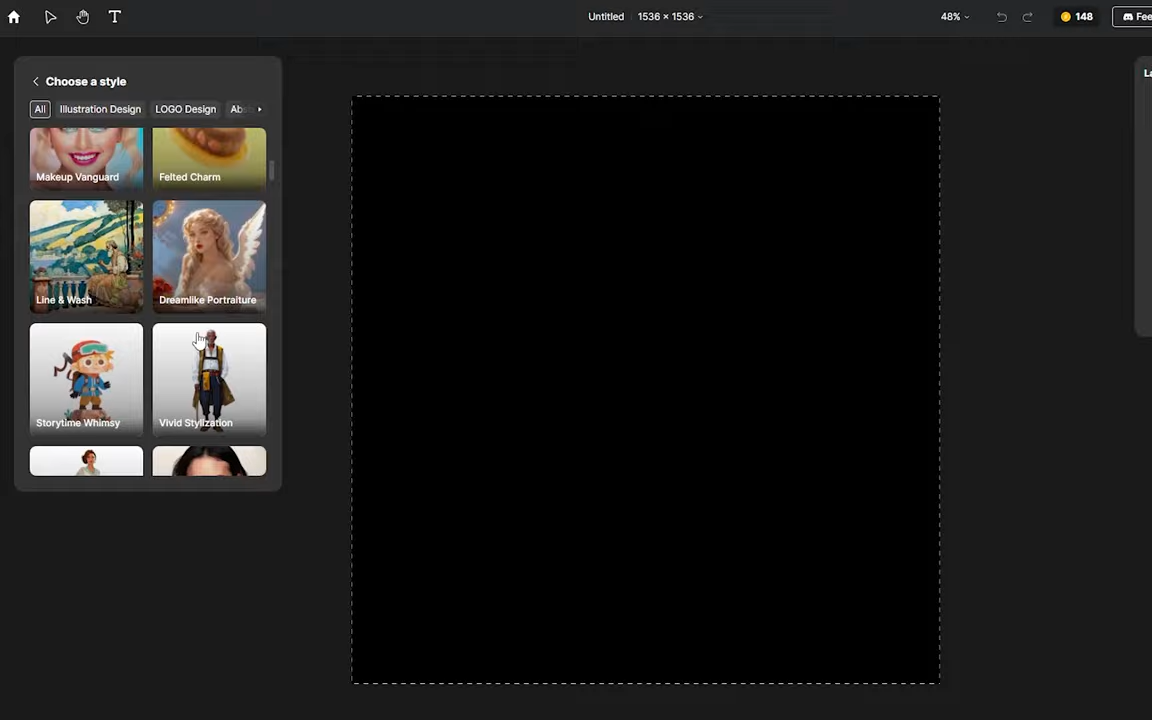 Untitled 1536 × 1536
48%
148
Choose a style
All Illustration Design LOGO Design
Makeup Vanguard Felted Charm
Line & Wash Dreamlike Portraiture
Storytime Whimsy Vivid Stylization